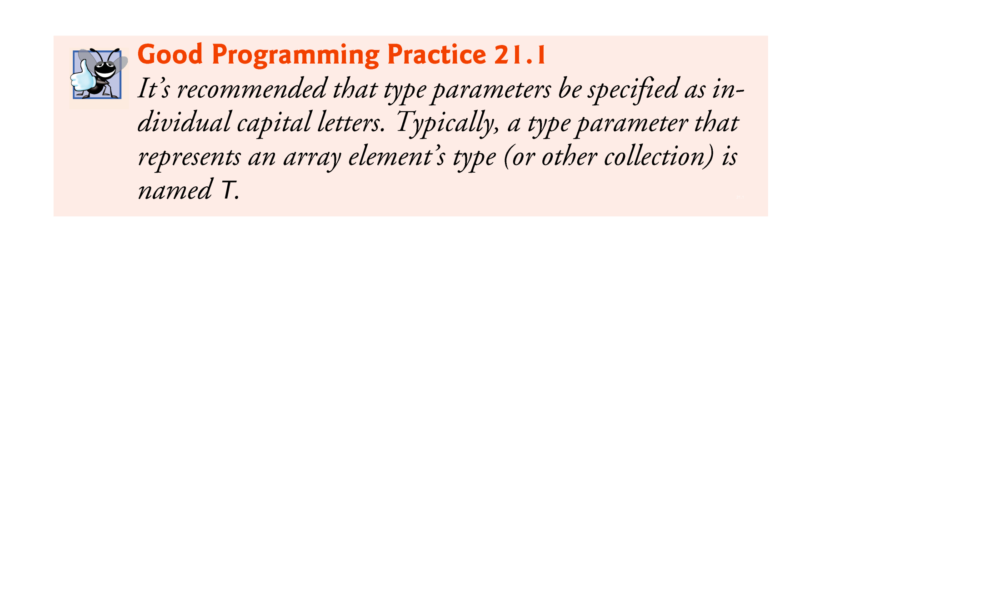 Good Programming Practice 21.1
It’s recommended that type parameters be specified as in-
dividual capital letters. Typically, a type parameter that
represents an array element’s type (or other collection) is
named T.